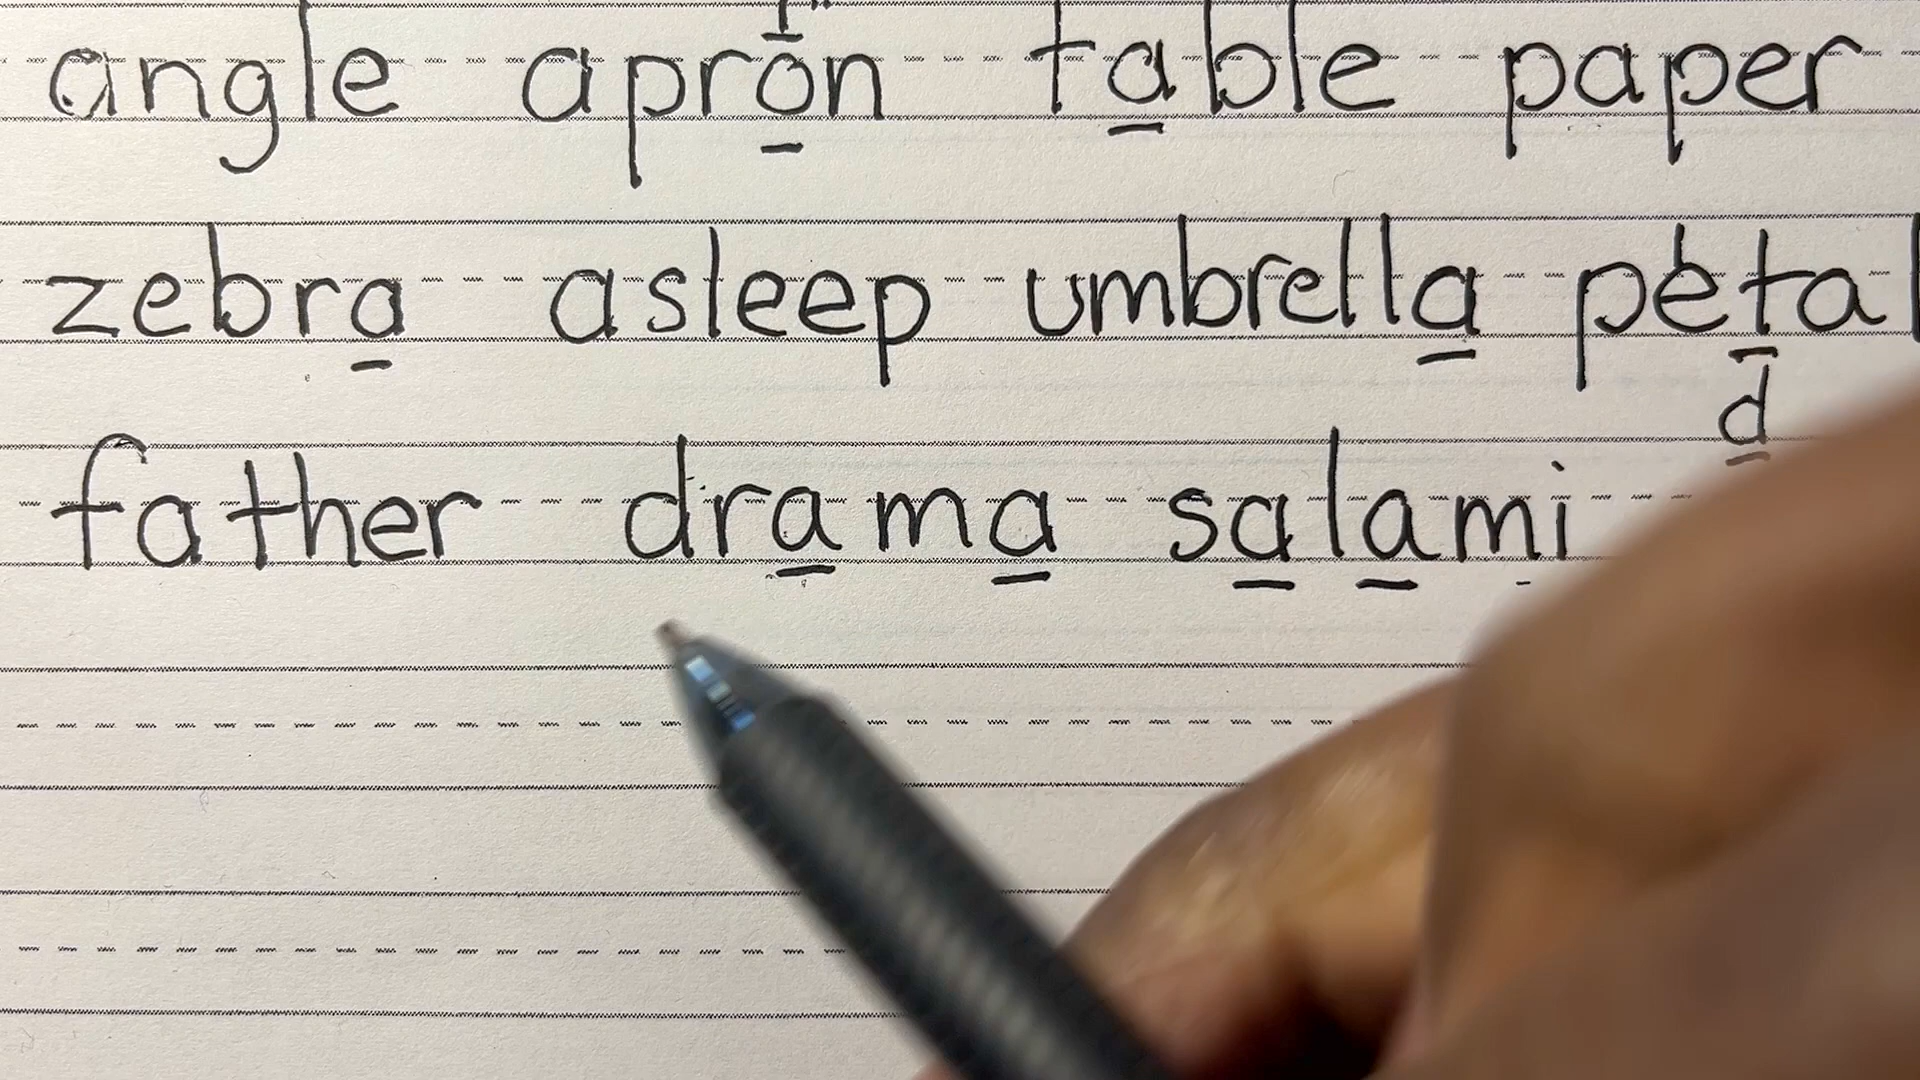 angle apron table paper
zebra asleep umbrella petal
d
father drama salami